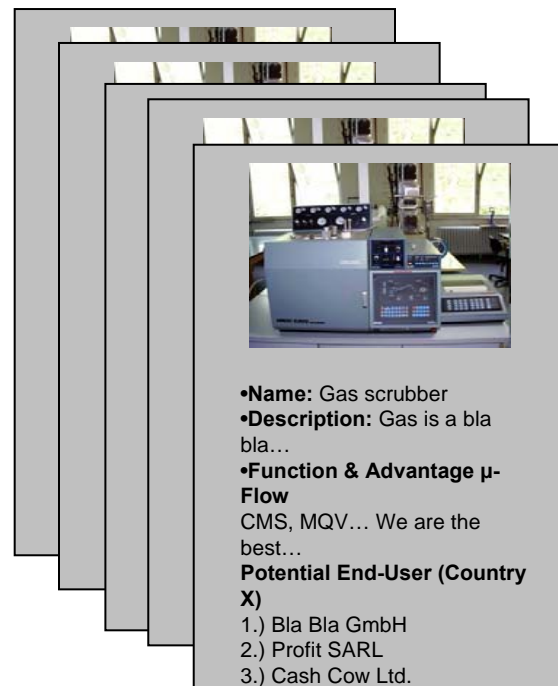 •Name: Gas scrubber
•Description: Gas is a bla
bla…
•Function & Advantage µ-
Flow
CMS, MQV… We are the
best…
Potential End-User (Country
X)
1.) Bla Bla GmbH
2.) Profit SARL
3.) Cash Cow Ltd.